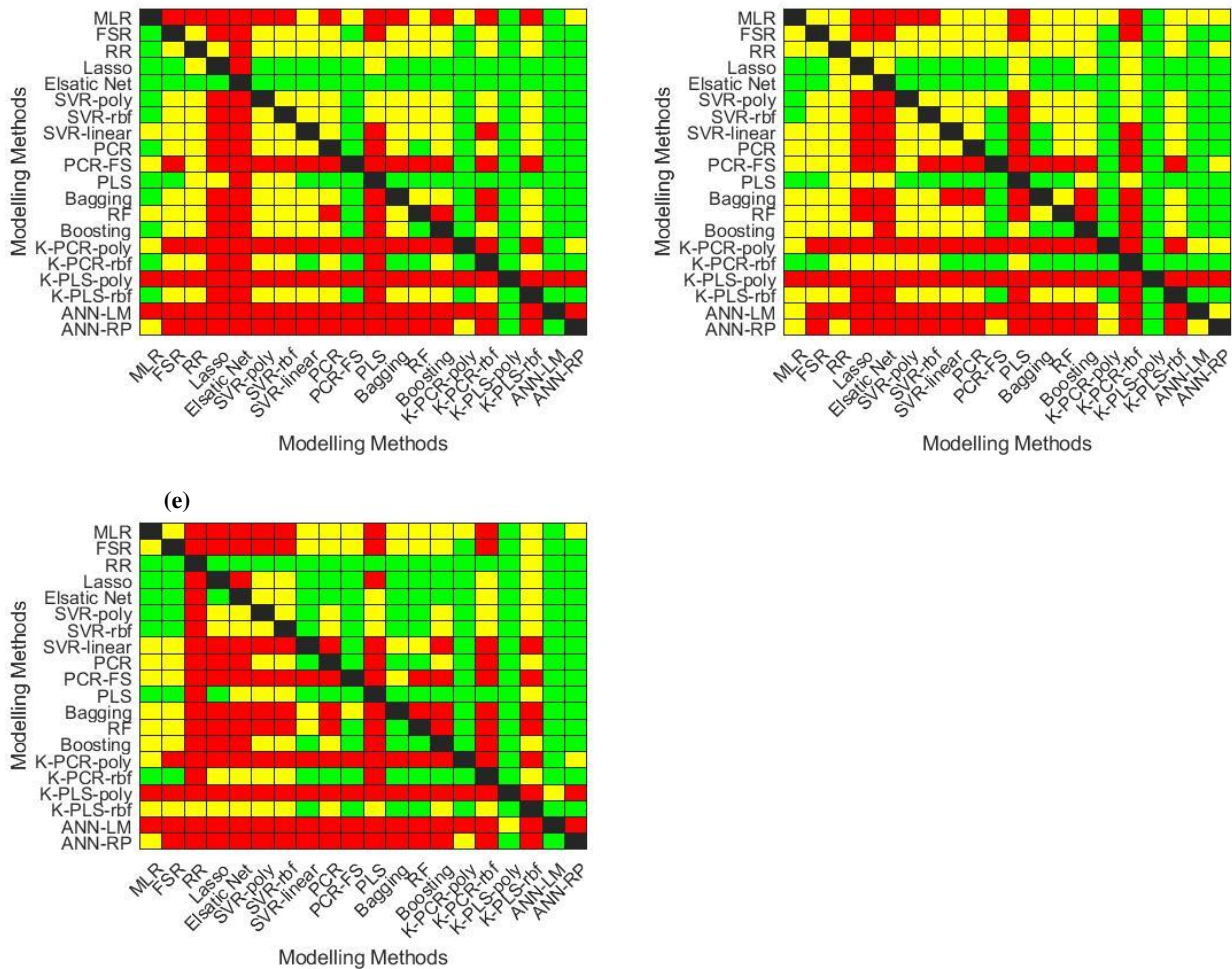 MLR
FSR
RR
Lasso
Elsatic Net
SVR-poly
SVR-rbf
SVR-linear
PCR
PCR-FS
PLS
Bagging
RF
Boosting
K-PCR-poly
K-PCR-rbf
K-PLS-poly
K-PLS-rbf
ANN-LM
ANN-RP
Modelling Methods
MLR
FSR
RR
Lasso
Elsatic Net
SVR-poly
SVR-rbf
SVR-linear
PCR
PCR-FS
PLS
Bagging
RF
Boosting
K-PCR-poly
K-PCR-rbf
K-PLS-poly
K-PLS-rbf
ANN-LM
ANN-RP
Modelling Methods
MLR
FSR
RR
Lasso
Elsatic Net
SVR-poly
SVR-rbf
SVR-linear
PCR
PCR-FS
PLS
Bagging
RF
Boosting
K-PCR-poly
K-PCR-rbf
K-PLS-poly
K-PLS-rbf
ANN-LM
ANN-RP
Modelling Methods
MLR
FSR
RR
Lasso
Elsatic Net
SVR-poly
SVR-rbf
SVR-linear
PCR
PCR-FS
PLS
Bagging
RF
Boosting
K-PCR-poly
K-PCR-rbf
K-PLS-poly
K-PLS-rbf
ANN-LM
ANN-RP
Modelling Methods
(e)
MLR
FSR
RR
Lasso
Elsatic Net
SVR-poly
SVR-rbf
SVR-linear
PCR
PCR-FS
PLS
Bagging
RF
Boosting
K-PCR-poly
K-PCR-rbf
K-PLS-poly
K-PLS-rbf
ANN-LM
ANN-RP
Modelling Methods
MLR
FSR
RR
Lasso
Elsatic Net
SVR-poly
SVR-rbf
SVR-linear
PCR
PCR-FS
PLS
Bagging
RF
Boosting
K-PCR-poly
K-PCR-rbf
K-PLS-poly
K-PLS-rbf
ANN-LM
ANN-RP
Modelling Methods